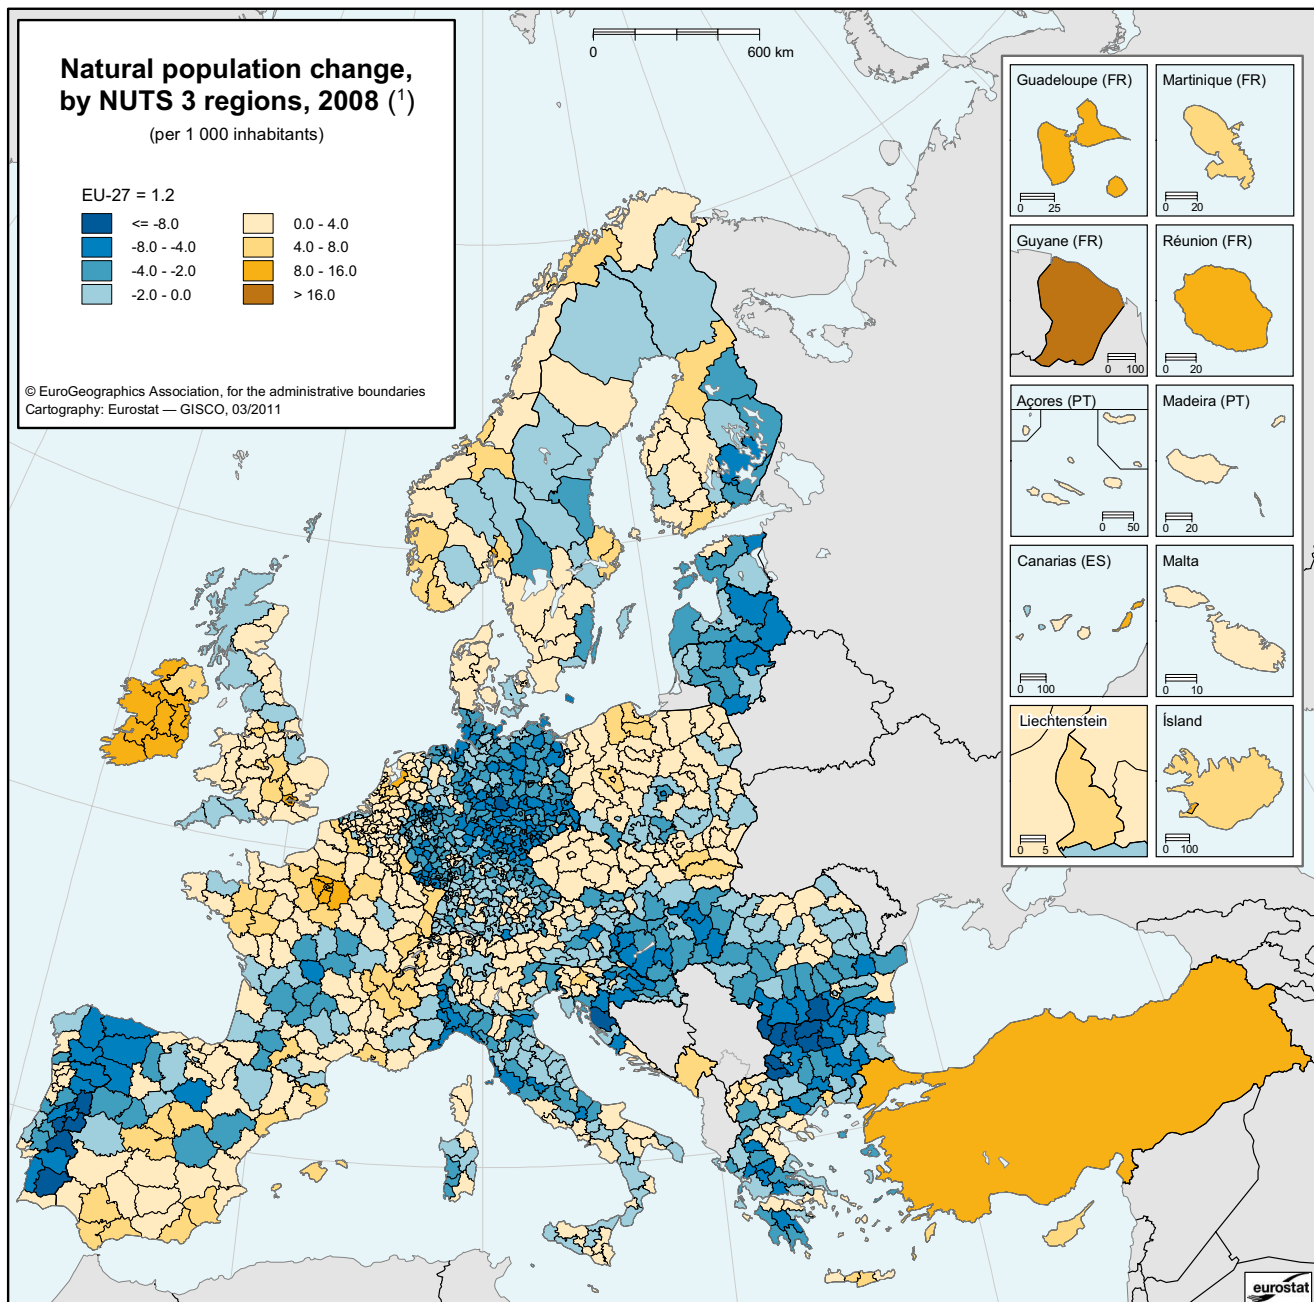 Natural population change,
by NUTS 3 regions, 2008 (¹)
(per 1 000 inhabitants)
EU-27 = 1.2
<= -8.0
-8.0 - -4.0
-4.0 - -2.0
-2.0 - 0.0
0.0 - 4.0
4.0 - 8.0
8.0 - 16.0
> 16.0
© EuroGeographics Association, for the administrative boundaries
Cartography: Eurostat — GISCO, 03/2011
0 600 km
Guadeloupe (FR)
0 25
Martinique (FR)
0 20
Guyane (FR)
0 100
Réunion (FR)
0 20
Açores (PT)
0 50
Madeira (PT)
0 20
Canarias (ES)
0 100
Malta
0 10
Liechtenstein
0 5
Ísland
0 100
eurostat